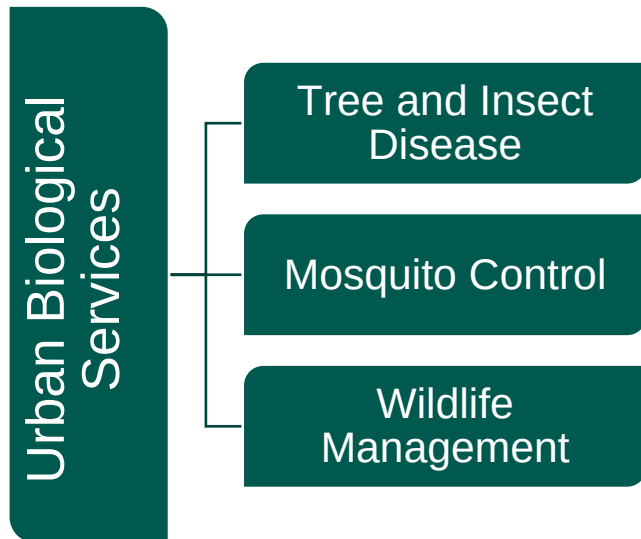 Urban Biological
Services
Tree and Insect
Disease
Mosquito Control
Wildlife
Management